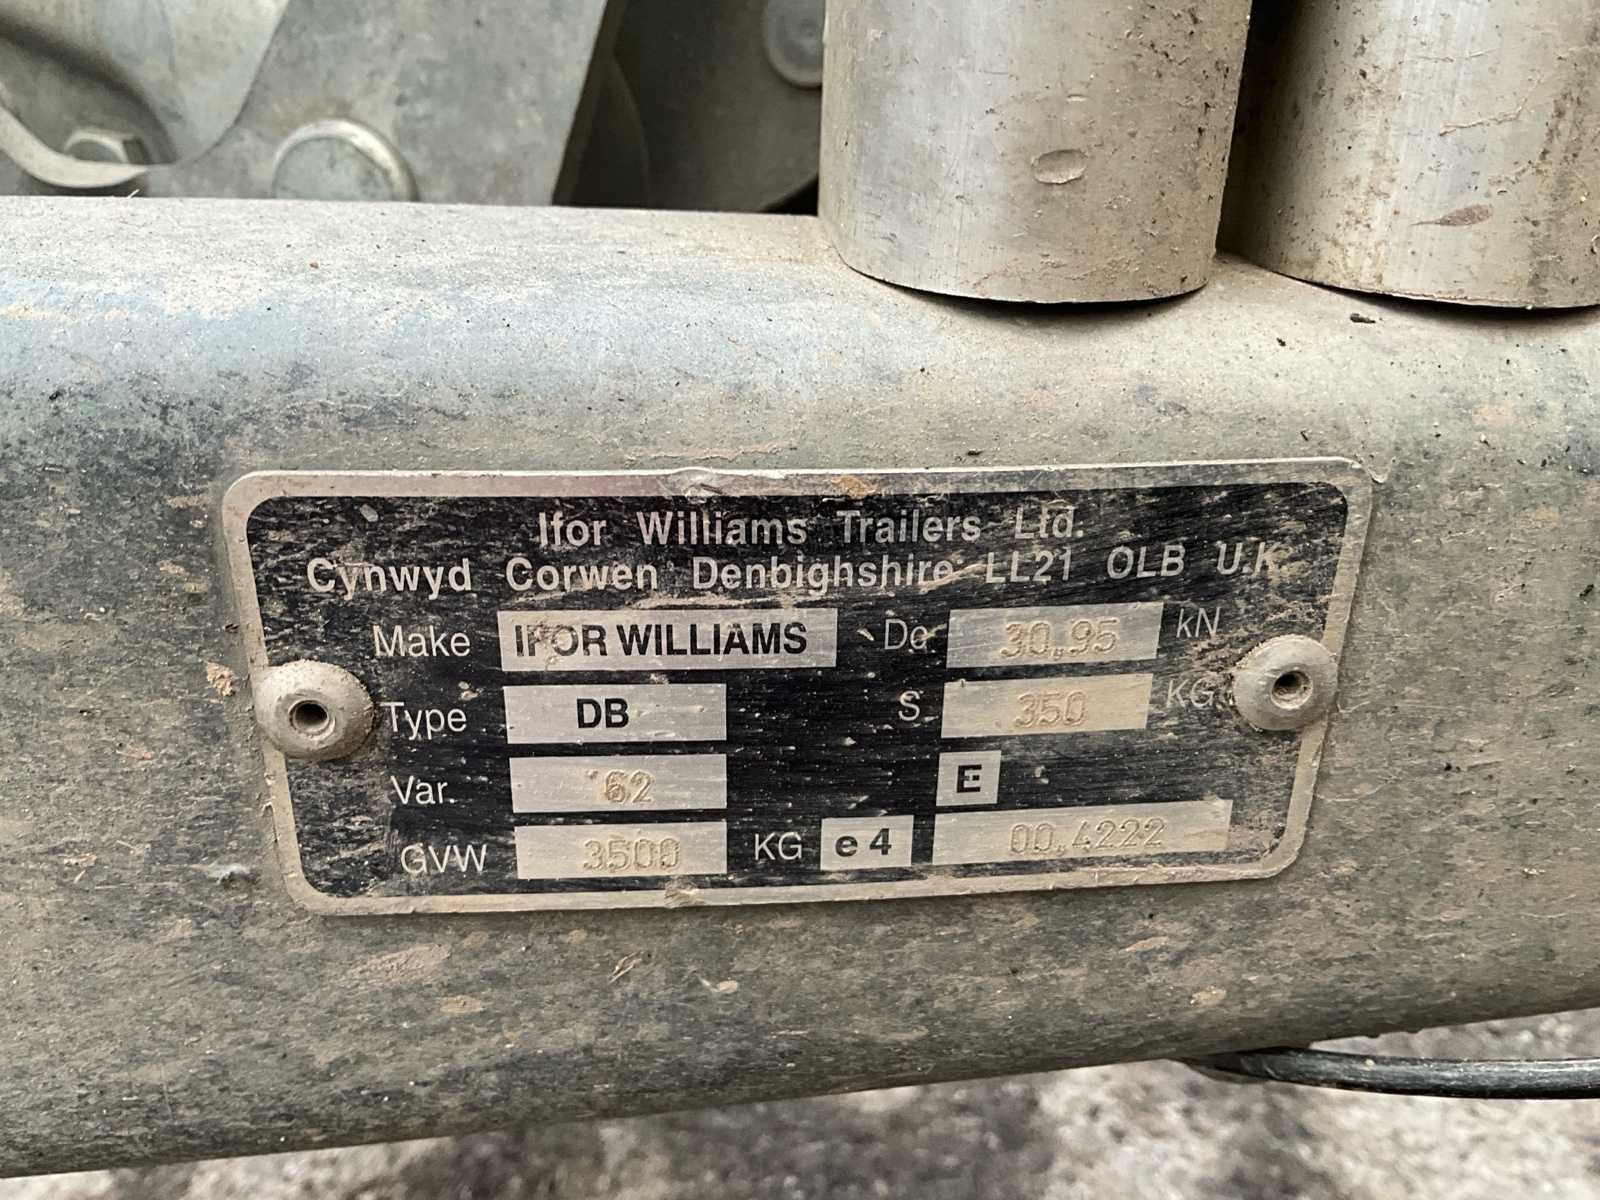 Ifor Williams Trailers Ltd.
Cynwyd Corwen Denbighshire LL21 OLB U.K.
Make IFOR WILLIAMS Dc 30.95 kN
Type DB S 350 KG
Var. 62 E
GVW 3500 KG e4 00.4222